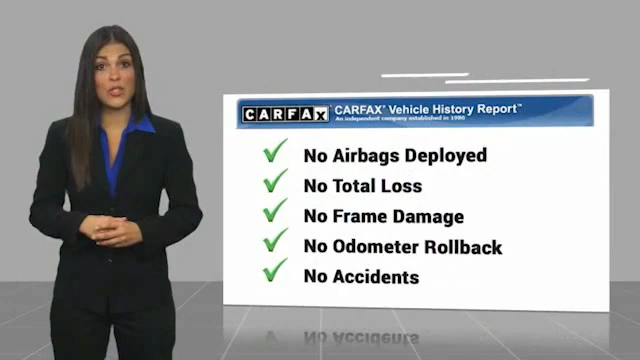 CARFAX CARFAX® Vehicle History Report™
An independent company established in 1986
No Airbags Deployed
No Total Loss
No Frame Damage
No Odometer Rollback
No Accidents